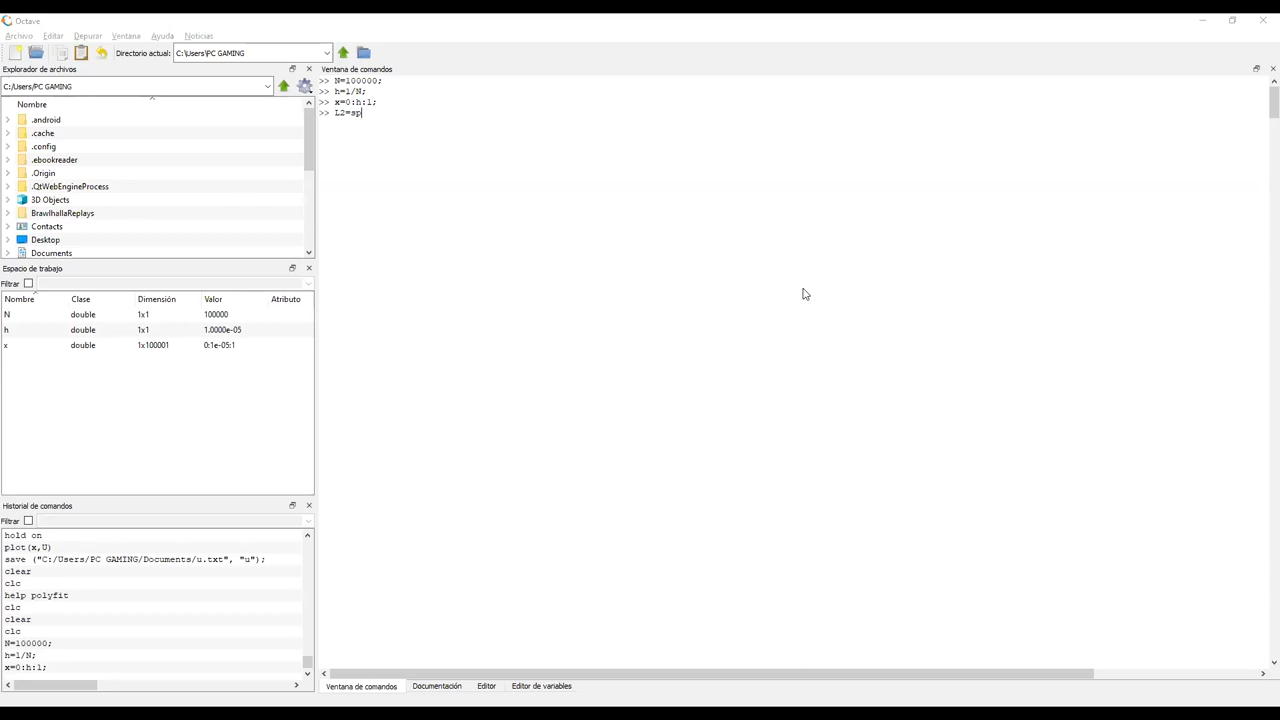 Octave
Archivo Editar Depurar Ventana Ayuda Noticias
Directorio actual: C:\Users\PC GAMING
Explorador de archivos
C:/Users/PC GAMING
Nombre
.android
.cache
.config
.ebookreader
.Origin
.QtWebEngineProcess
3D Objects
BrawlhallaReplays
Contacts
Desktop
Documents
Espacio de trabajo
Filtrar
Nombre Clase Dimensión Valor Atributo
N double 1x1 100000
h double 1x1 1.0000e-05
x double 1x100001 0:1e-05:1
Historial de comandos
Filtrar
hold on
plot(x,U)
save ("C:/Users/PC GAMING/Documents/u.txt", "u");
clear
clc
help polyfit
clc
clear
clc
N=100000;
h=1/N;
x=0:h:1;
Ventana de comandos
>> N=100000;
>> h=1/N;
>> x=0:h:1;
>> L2=sp
Ventana de comandos Documentación Editor Editor de variables